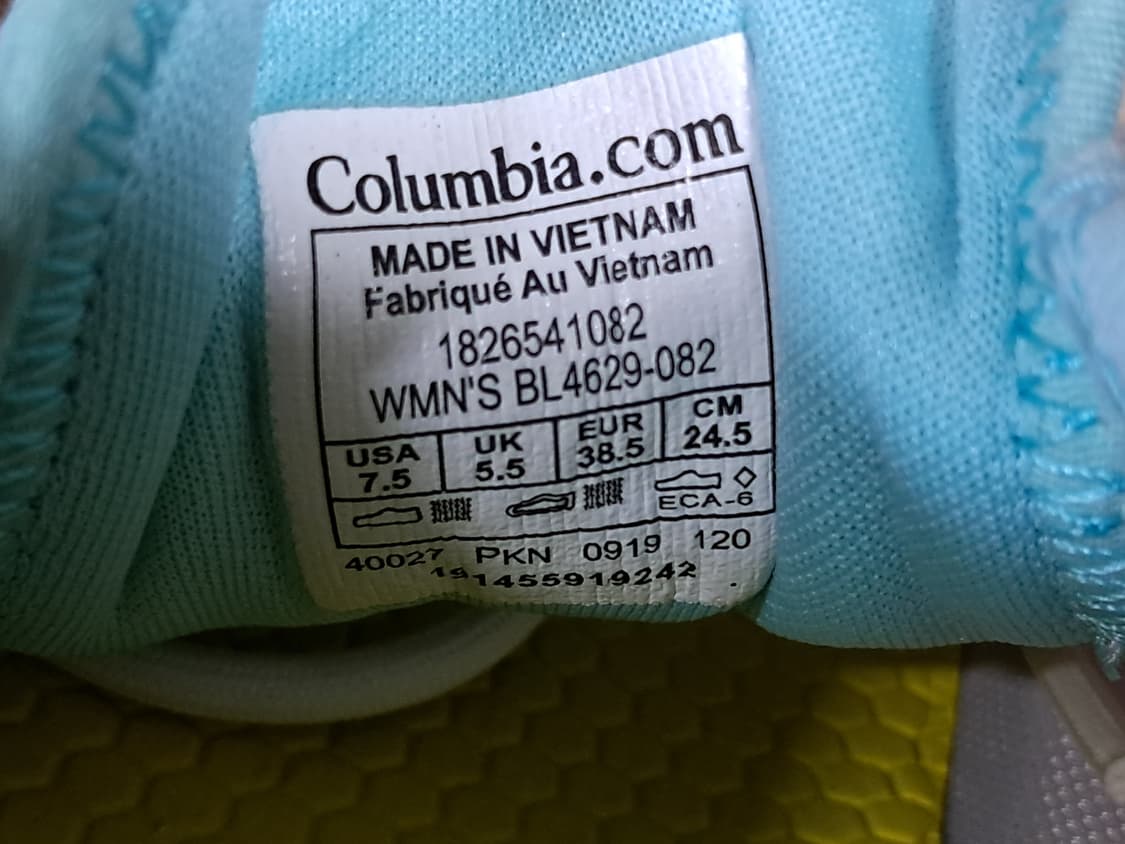 Columbia.com
MADE IN VIETNAM
Fabriqué Au Vietnam
1826541082
WMN'S BL4629-082
USA UK EUR CM
7.5 5.5 38.5 24.5
ECA-6
40027 PKN 0919 120
191455919242